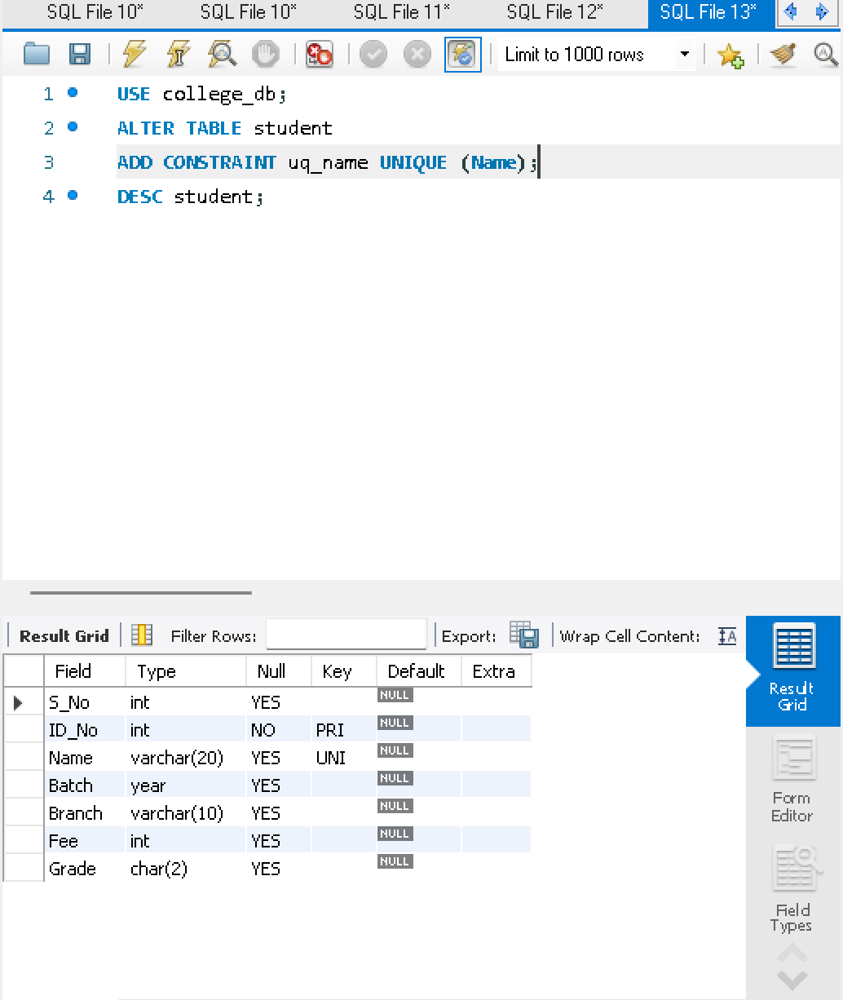 SQL File 10* SQL File 10* SQL File 11* SQL File 12* SQL File 13*
Limit to 1000 rows
1 USE college_db;
2 ALTER TABLE student
3 ADD CONSTRAINT uq_name UNIQUE (Name);
4 DESC student;
Result Grid Filter Rows: Export: Wrap Cell Content: IA
Field Type Null Key Default Extra
S_No int YES NULL
ID_No int NO PRI NULL
Name varchar(20) YES UNI NULL
Batch year YES NULL
Branch varchar(10) YES NULL
Fee int YES NULL
Grade char(2) YES NULL
Result
Grid
Form
Editor
Field
Types